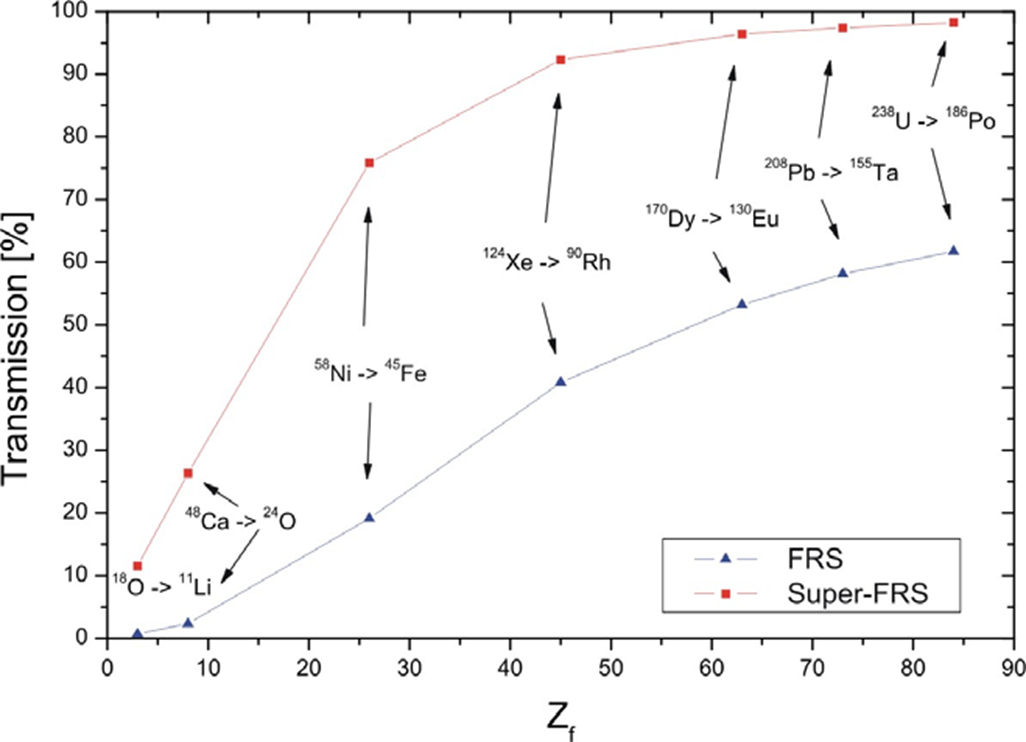 Transmission [%]
100
90
80
70
60
50
40
30
20
10
0
²³⁸U -> ¹⁸⁶Po
²⁰⁸Pb -> ¹⁵⁵Ta
¹⁷⁰Dy -> ¹³⁰Eu
¹²⁴Xe -> ⁹⁰Rh
⁵⁸Ni -> ⁴⁵Fe
⁴⁸Ca -> ²⁴O
¹⁸O -> ¹¹Li
FRS
Super-FRS
0 10 20 30 40 50 60 70 80 90
Z_f